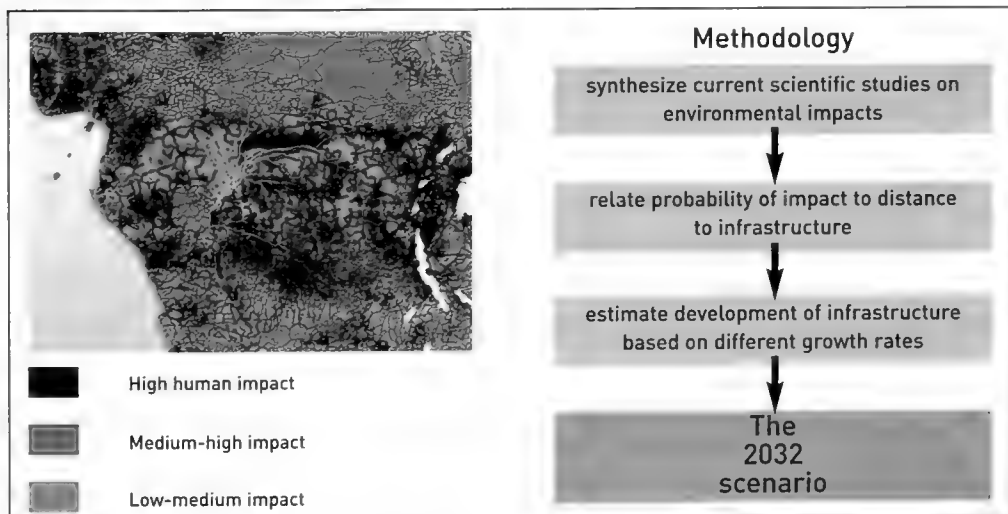 High human impact
Medium-high impact
Low-medium impact
Methodology
synthesize current scientific studies on
environmental impacts
relate probability of impact to distance
to infrastructure
estimate development of infrastructure
based on different growth rates
The
2032
scenario